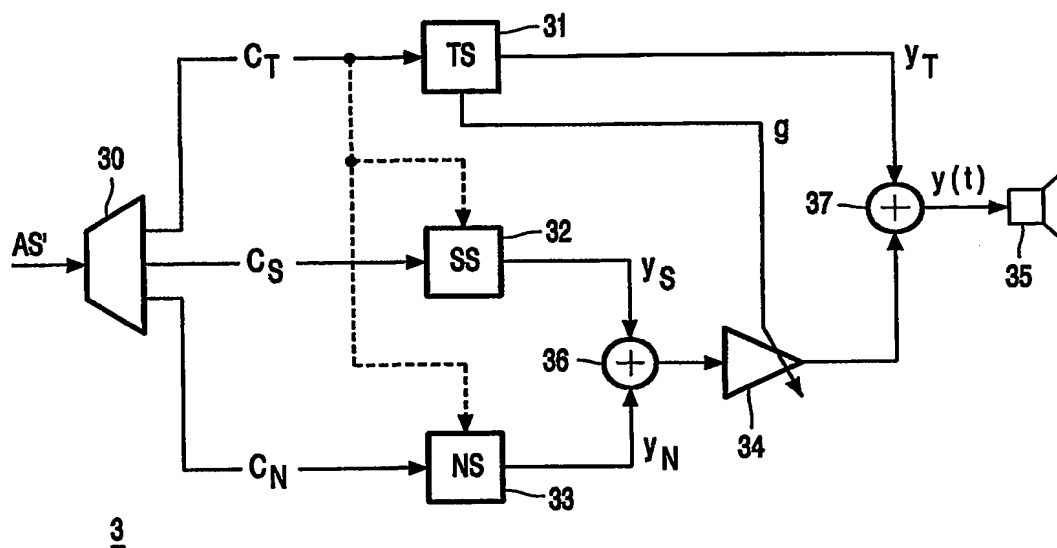 31
C_T
TS
y_T
g
30
37
y(t)
AS'
32
35
C_S
SS
y_S
36
34
C_N
NS
y_N
33
3